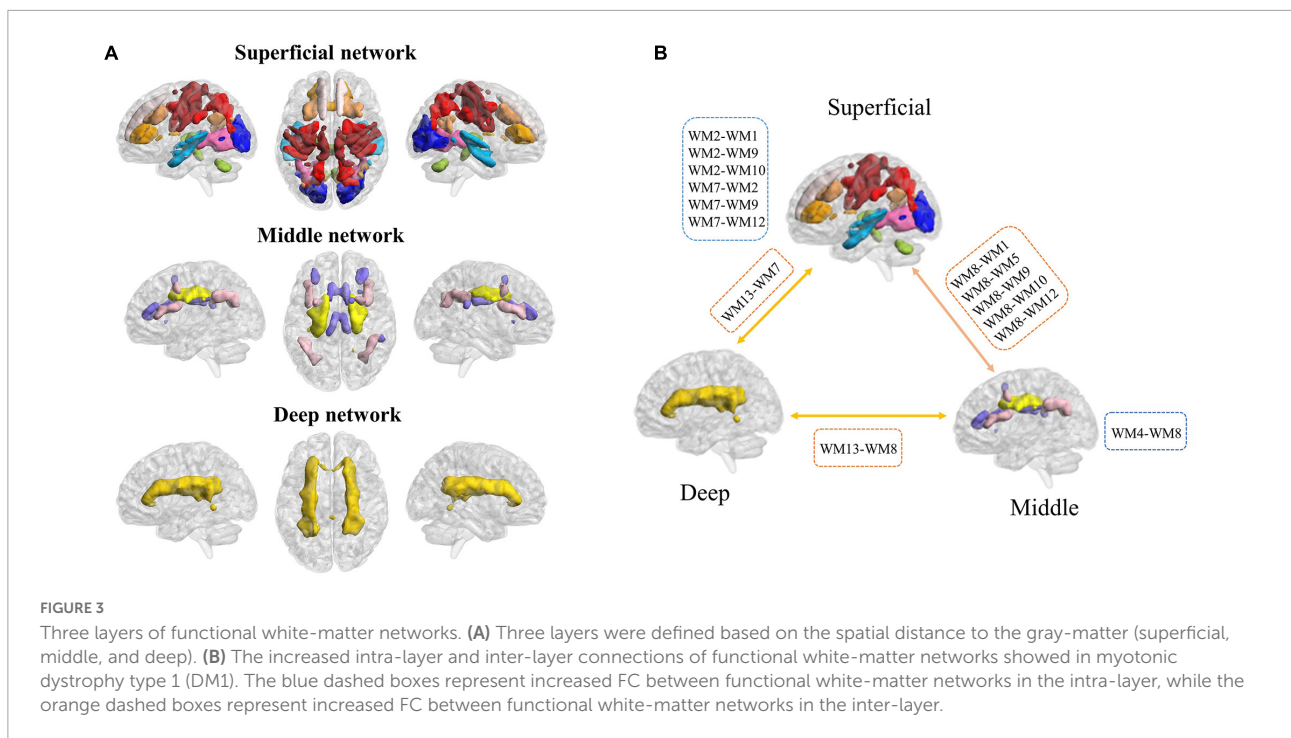 A
Superficial network
Middle network
Deep network
B
Superficial
WM2-WM1
WM2-WM9
WM2-WM10
WM7-WM2
WM7-WM9
WM7-WM12
WM13-WM7
WM8-WM1
WM8-WM5
WM8-WM9
WM8-WM10
WM8-WM12
WM13-WM8
WM4-WM8
Deep
Middle
FIGURE 3
Three layers of functional white-matter networks. (A) Three layers were defined based on the spatial distance to the gray-matter (superficial,
middle, and deep). (B) The increased intra-layer and inter-layer connections of functional white-matter networks showed in myotonic
dystrophy type 1 (DM1). The blue dashed boxes represent increased FC between functional white-matter networks in the intra-layer, while the
orange dashed boxes represent increased FC between functional white-matter networks in the inter-layer.